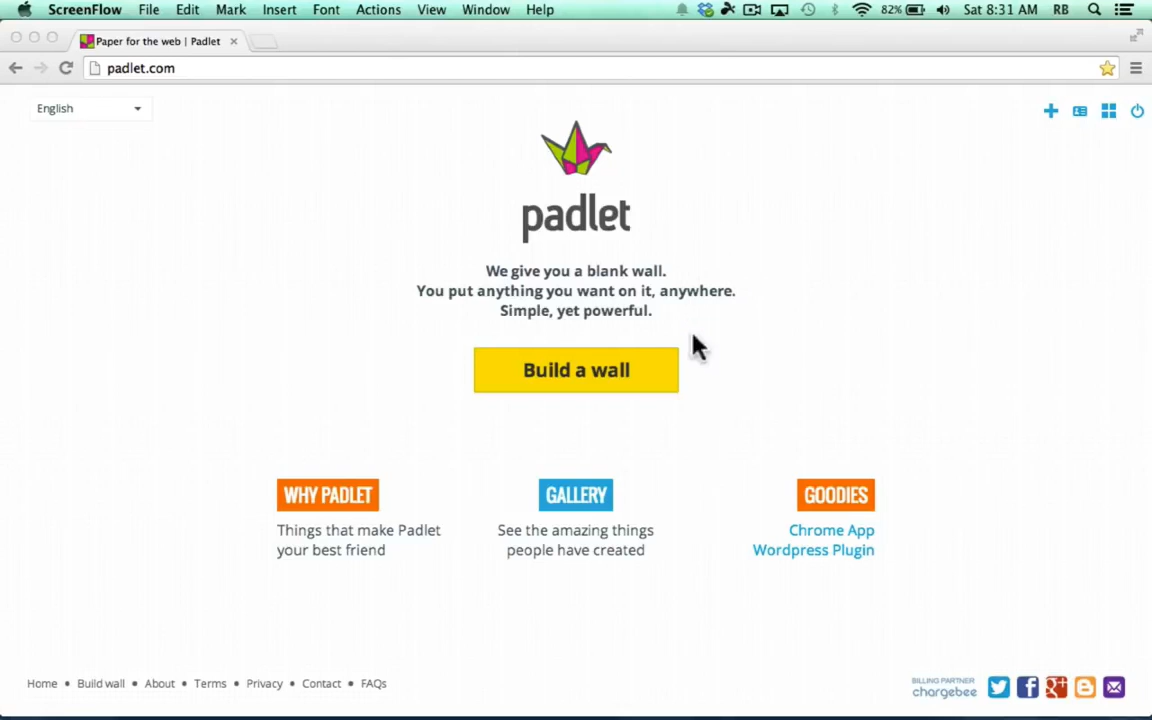 ScreenFlow File Edit Mark Insert Font Actions View Window Help 82% Sat 8:31 AM RB
Paper for the web | Padlet
padlet.com
English
padlet
We give you a blank wall.
You put anything you want on it, anywhere.
Simple, yet powerful.
Build a wall
WHY PADLET
Things that make Padlet
your best friend
GALLERY
See the amazing things
people have created
GOODIES
Chrome App
Wordpress Plugin
Home • Build wall • About • Terms • Privacy • Contact • FAQs
BILLING PARTNER
chargebee